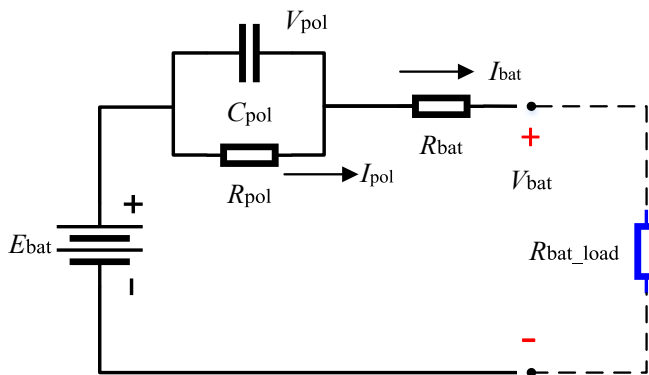 Vpol
Ibat
Cpol
Rbat
+
Ipol
Vbat
Rpol
+
Ebat
Rbat_load
-
-